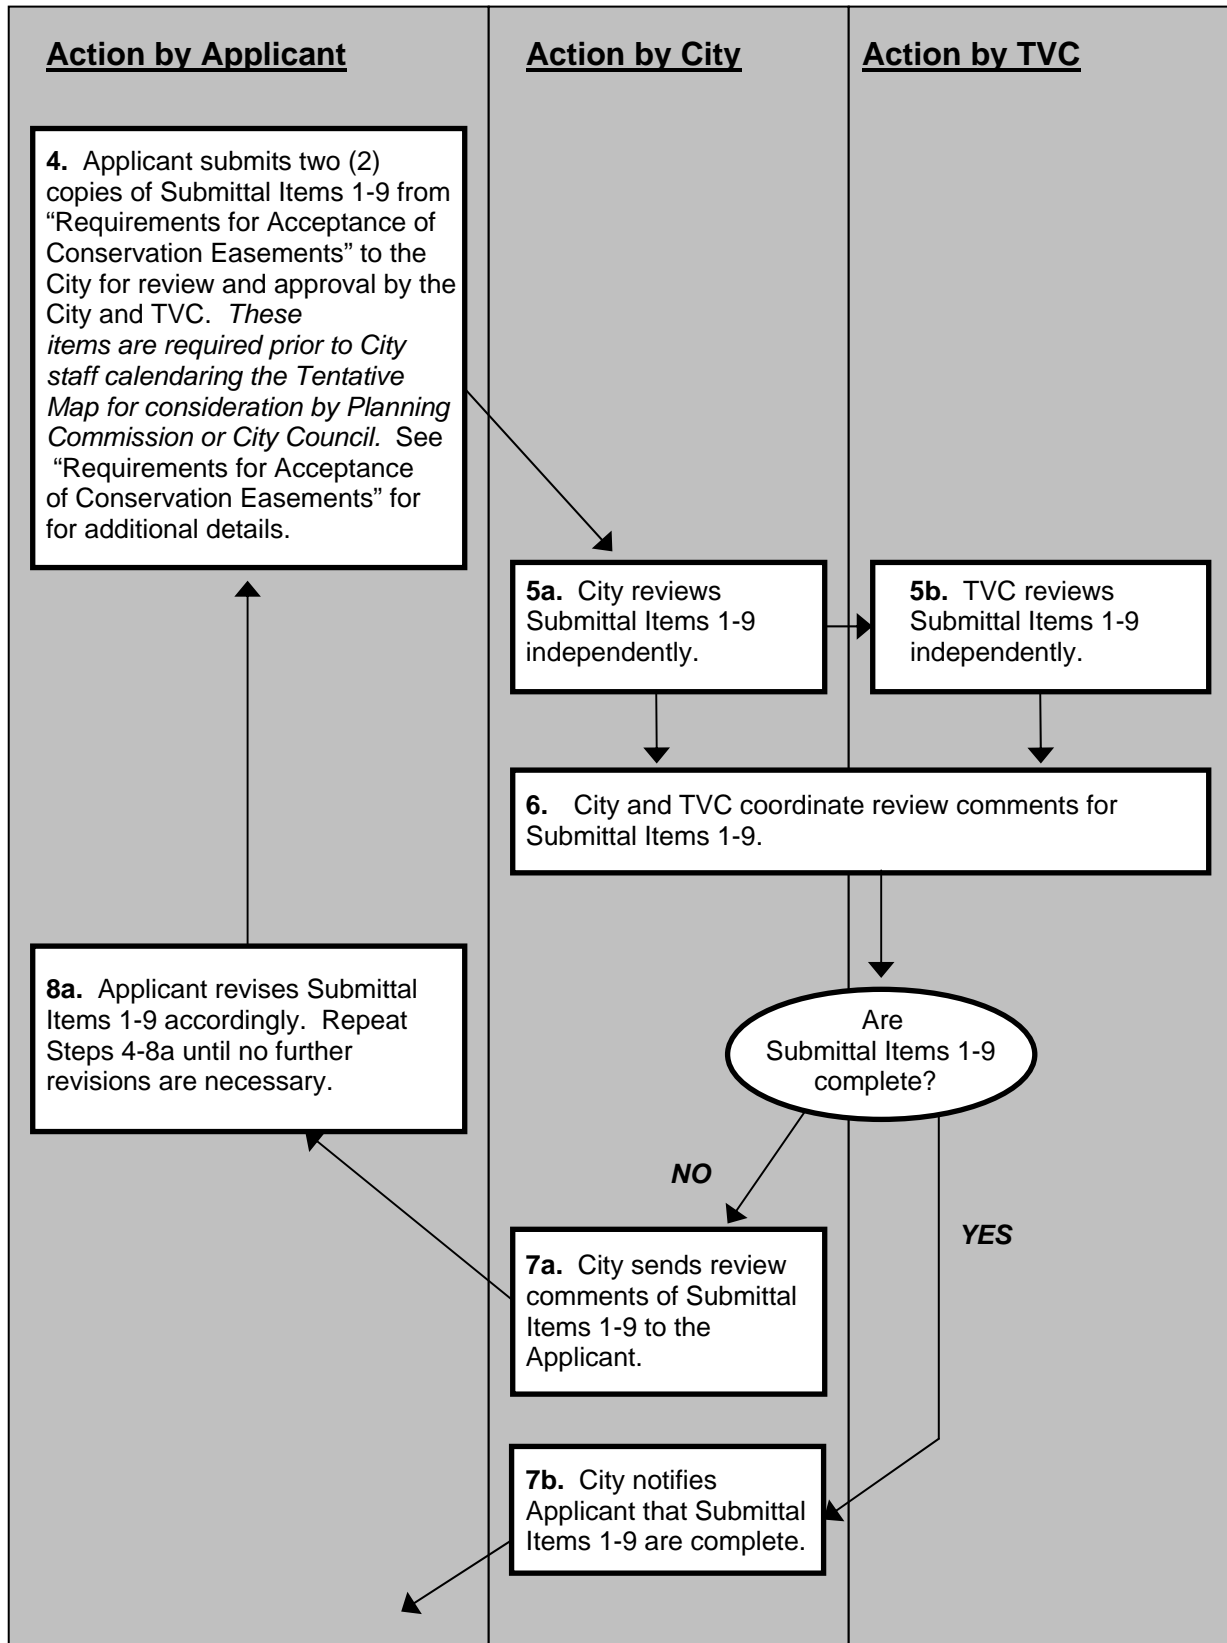 Action by Applicant
Action by City
Action by TVC
4. Applicant submits two (2)
copies of Submittal Items 1-9 from
“Requirements for Acceptance of
Conservation Easements” to the
City for review and approval by the
City and TVC. These
items are required prior to City
staff calendaring the Tentative
Map for consideration by Planning
Commission or City Council. See
“Requirements for Acceptance
of Conservation Easements” for
for additional details.
5a. City reviews
Submittal Items 1-9
independently.
5b. TVC reviews
Submittal Items 1-9
independently.
6. City and TVC coordinate review comments for
Submittal Items 1-9.
Are
Submittal Items 1-9
complete?
8a. Applicant revises Submittal
Items 1-9 accordingly. Repeat
Steps 4-8a until no further
revisions are necessary.
NO
YES
7a. City sends review
comments of Submittal
Items 1-9 to the
Applicant.
7b. City notifies
Applicant that Submittal
Items 1-9 are complete.